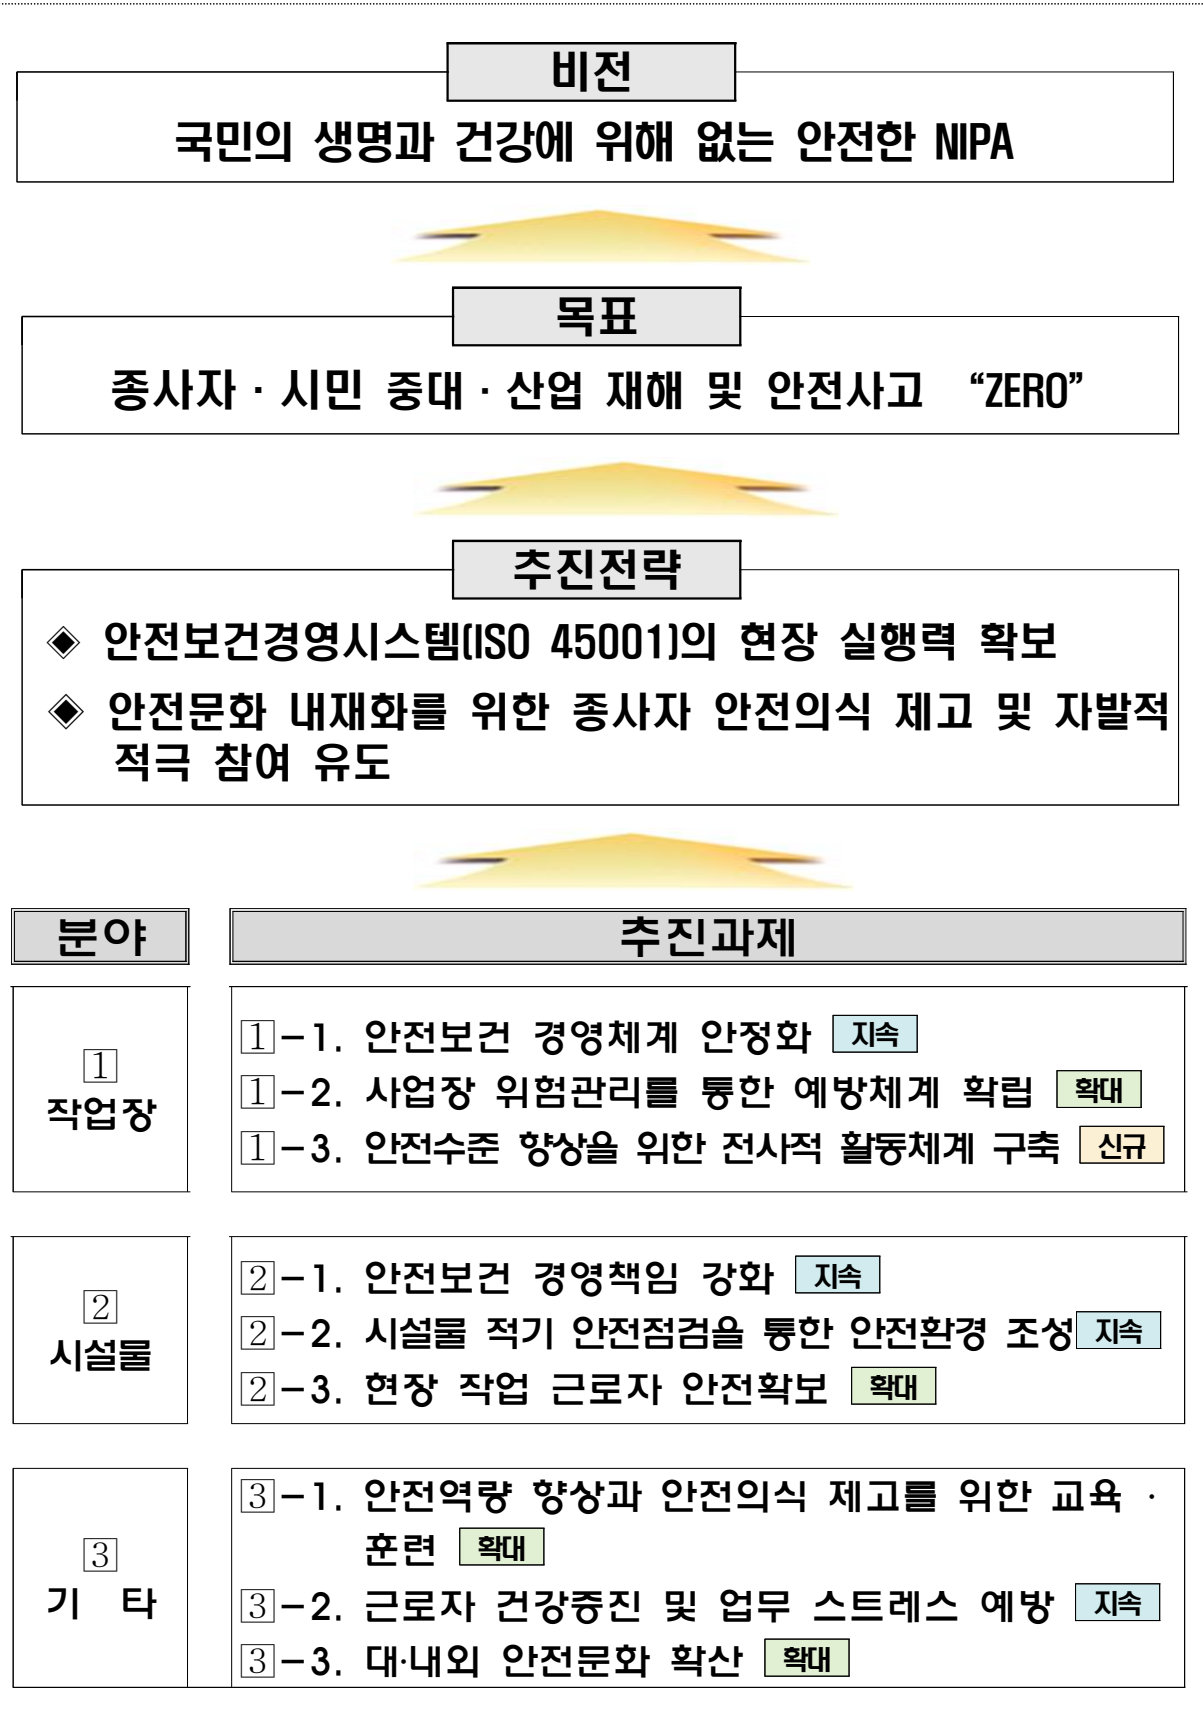 비전
국민의 생명과 건강에 위해 없는 안전한 NIPA
목표
종사자·시민 중대·산업 재해 및 안전사고 “ZERO”
추진전략
◈ 안전보건경영시스템(ISO 45001)의 현장 실행력 확보
◈ 안전문화 내재화를 위한 종사자 안전의식 제고 및 자발적
적극 참여 유도
분야
추진과제
1
작업장
1-1. 안전보건 경영체계 안정화 지속
1-2. 사업장 위험관리를 통한 예방체계 확립 확대
1-3. 안전수준 향상을 위한 전사적 활동체계 구축 신규
2
시설물
2-1. 안전보건 경영책임 강화 지속
2-2. 시설물 적기 안전점검을 통한 안전환경 조성 지속
2-3. 현장 작업 근로자 안전확보 확대
3
기 타
3-1. 안전역량 향상과 안전의식 제고를 위한 교육·
훈련 확대
3-2. 근로자 건강증진 및 업무 스트레스 예방 지속
3-3. 대·내외 안전문화 확산 확대